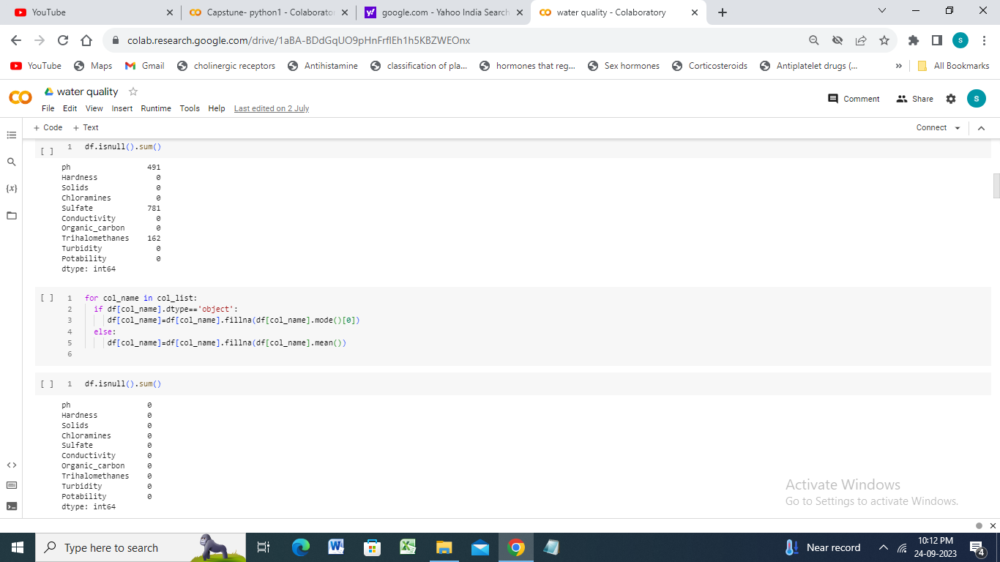 YouTube
Capstune- python1 - Colaborato
google.com - Yahoo India Search
water quality - Colaboratory
colab.research.google.com/drive/1aBA-BDdGqUO9pHnFrflEh1h5KBZWEOnx
S
YouTube
Maps
Gmail
cholinergic receptors
Antihistamine
classification of pla...
hormones that reg...
Sex hormones
Corticosteroids
Antiplatelet drugs (...
»
All Bookmarks
water quality
File Edit View Insert Runtime Tools Help Last edited on 2 July
Comment
Share
S
+ Code + Text
Connect
[ ] 1 df.isnull().sum()
ph 491
Hardness 0
Solids 0
Chloramines 0
Sulfate 781
Conductivity 0
Organic_carbon 0
Trihalomethanes 162
Turbidity 0
Potability 0
dtype: int64
[ ] 1 for col_name in col_list:
2 if df[col_name].dtype=='object':
3 df[col_name]=df[col_name].fillna(df[col_name].mode()[0])
4 else:
5 df[col_name]=df[col_name].fillna(df[col_name].mean())
6
[ ] 1 df.isnull().sum()
ph 0
Hardness 0
Solids 0
Chloramines 0
Sulfate 0
Conductivity 0
Organic_carbon 0
Trihalomethanes 0
Turbidity 0
Potability 0
dtype: int64
Activate Windows
Go to Settings to activate Windows.
Type here to search
Near record
10:12 PM
24-09-2023
4